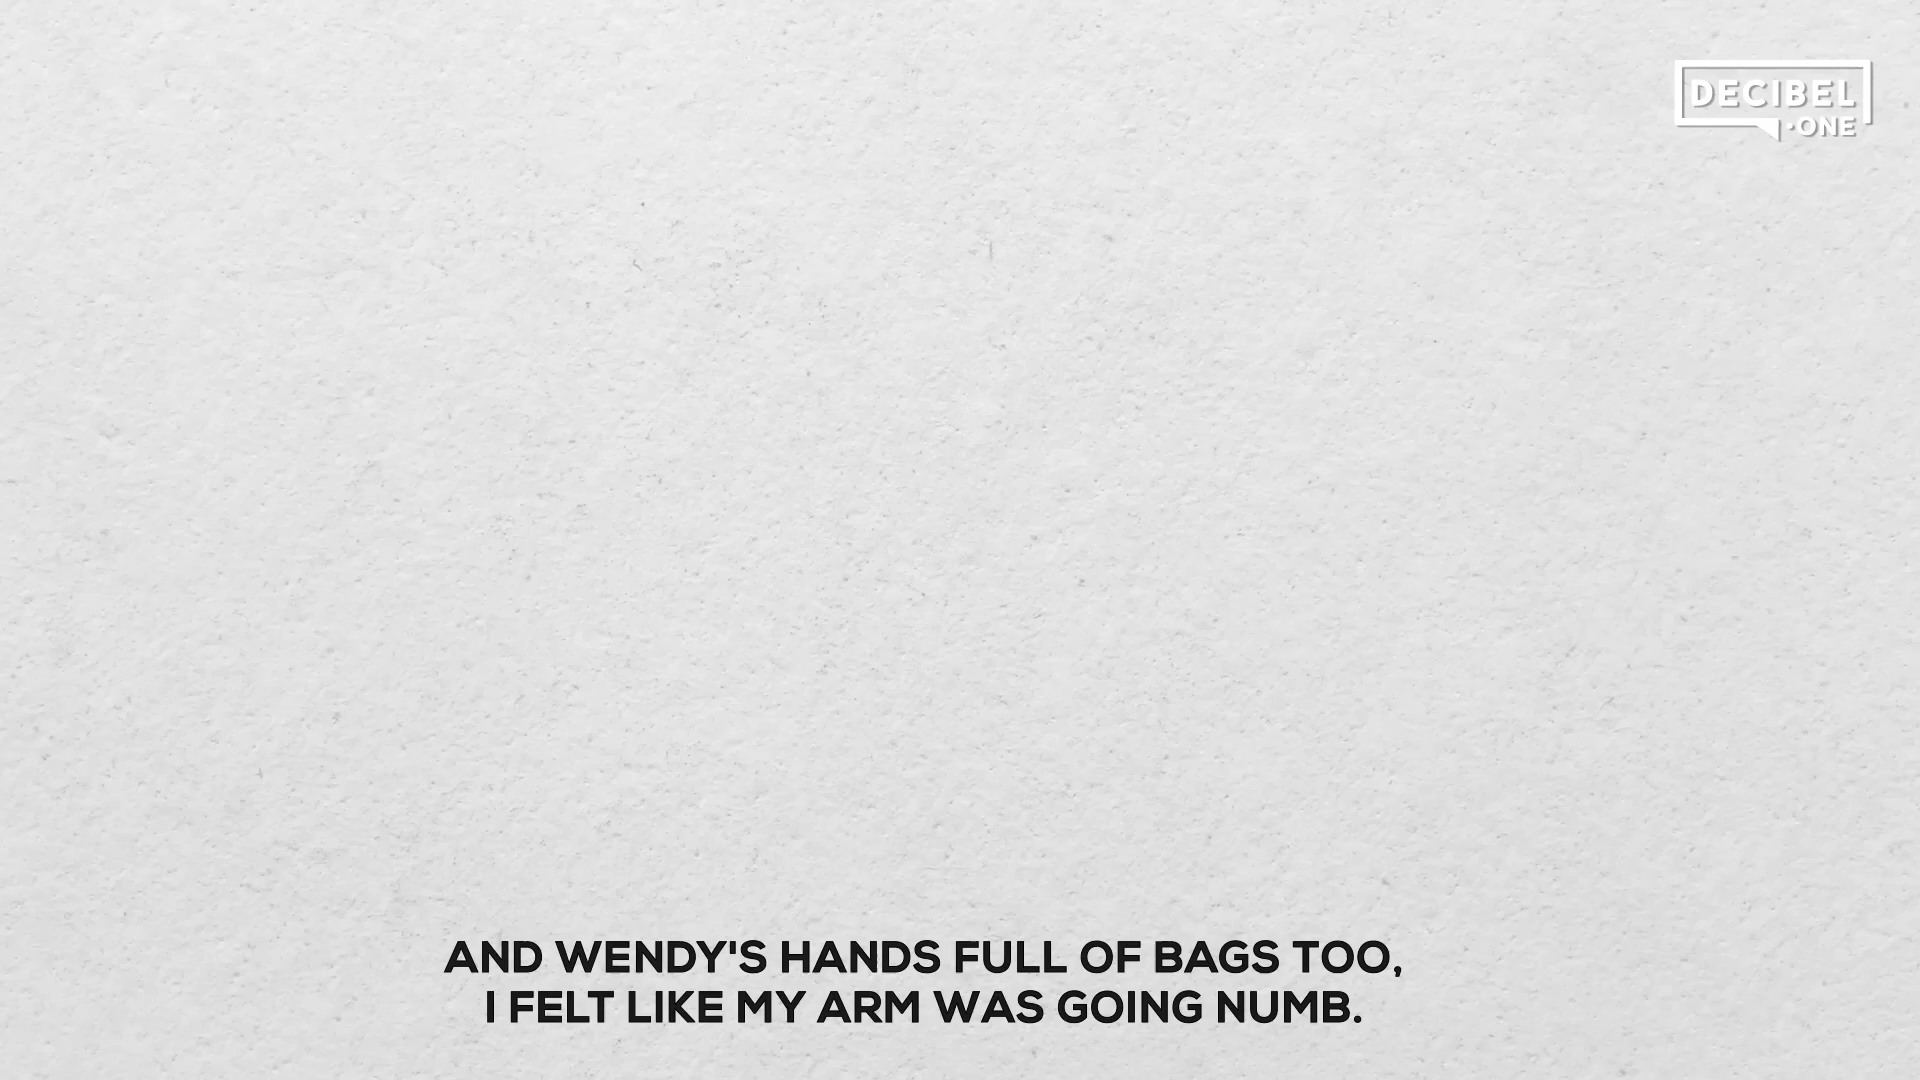 DECIBEL
·ONE
AND WENDY'S HANDS FULL OF BAGS TOO,
I FELT LIKE MY ARM WAS GOING NUMB.